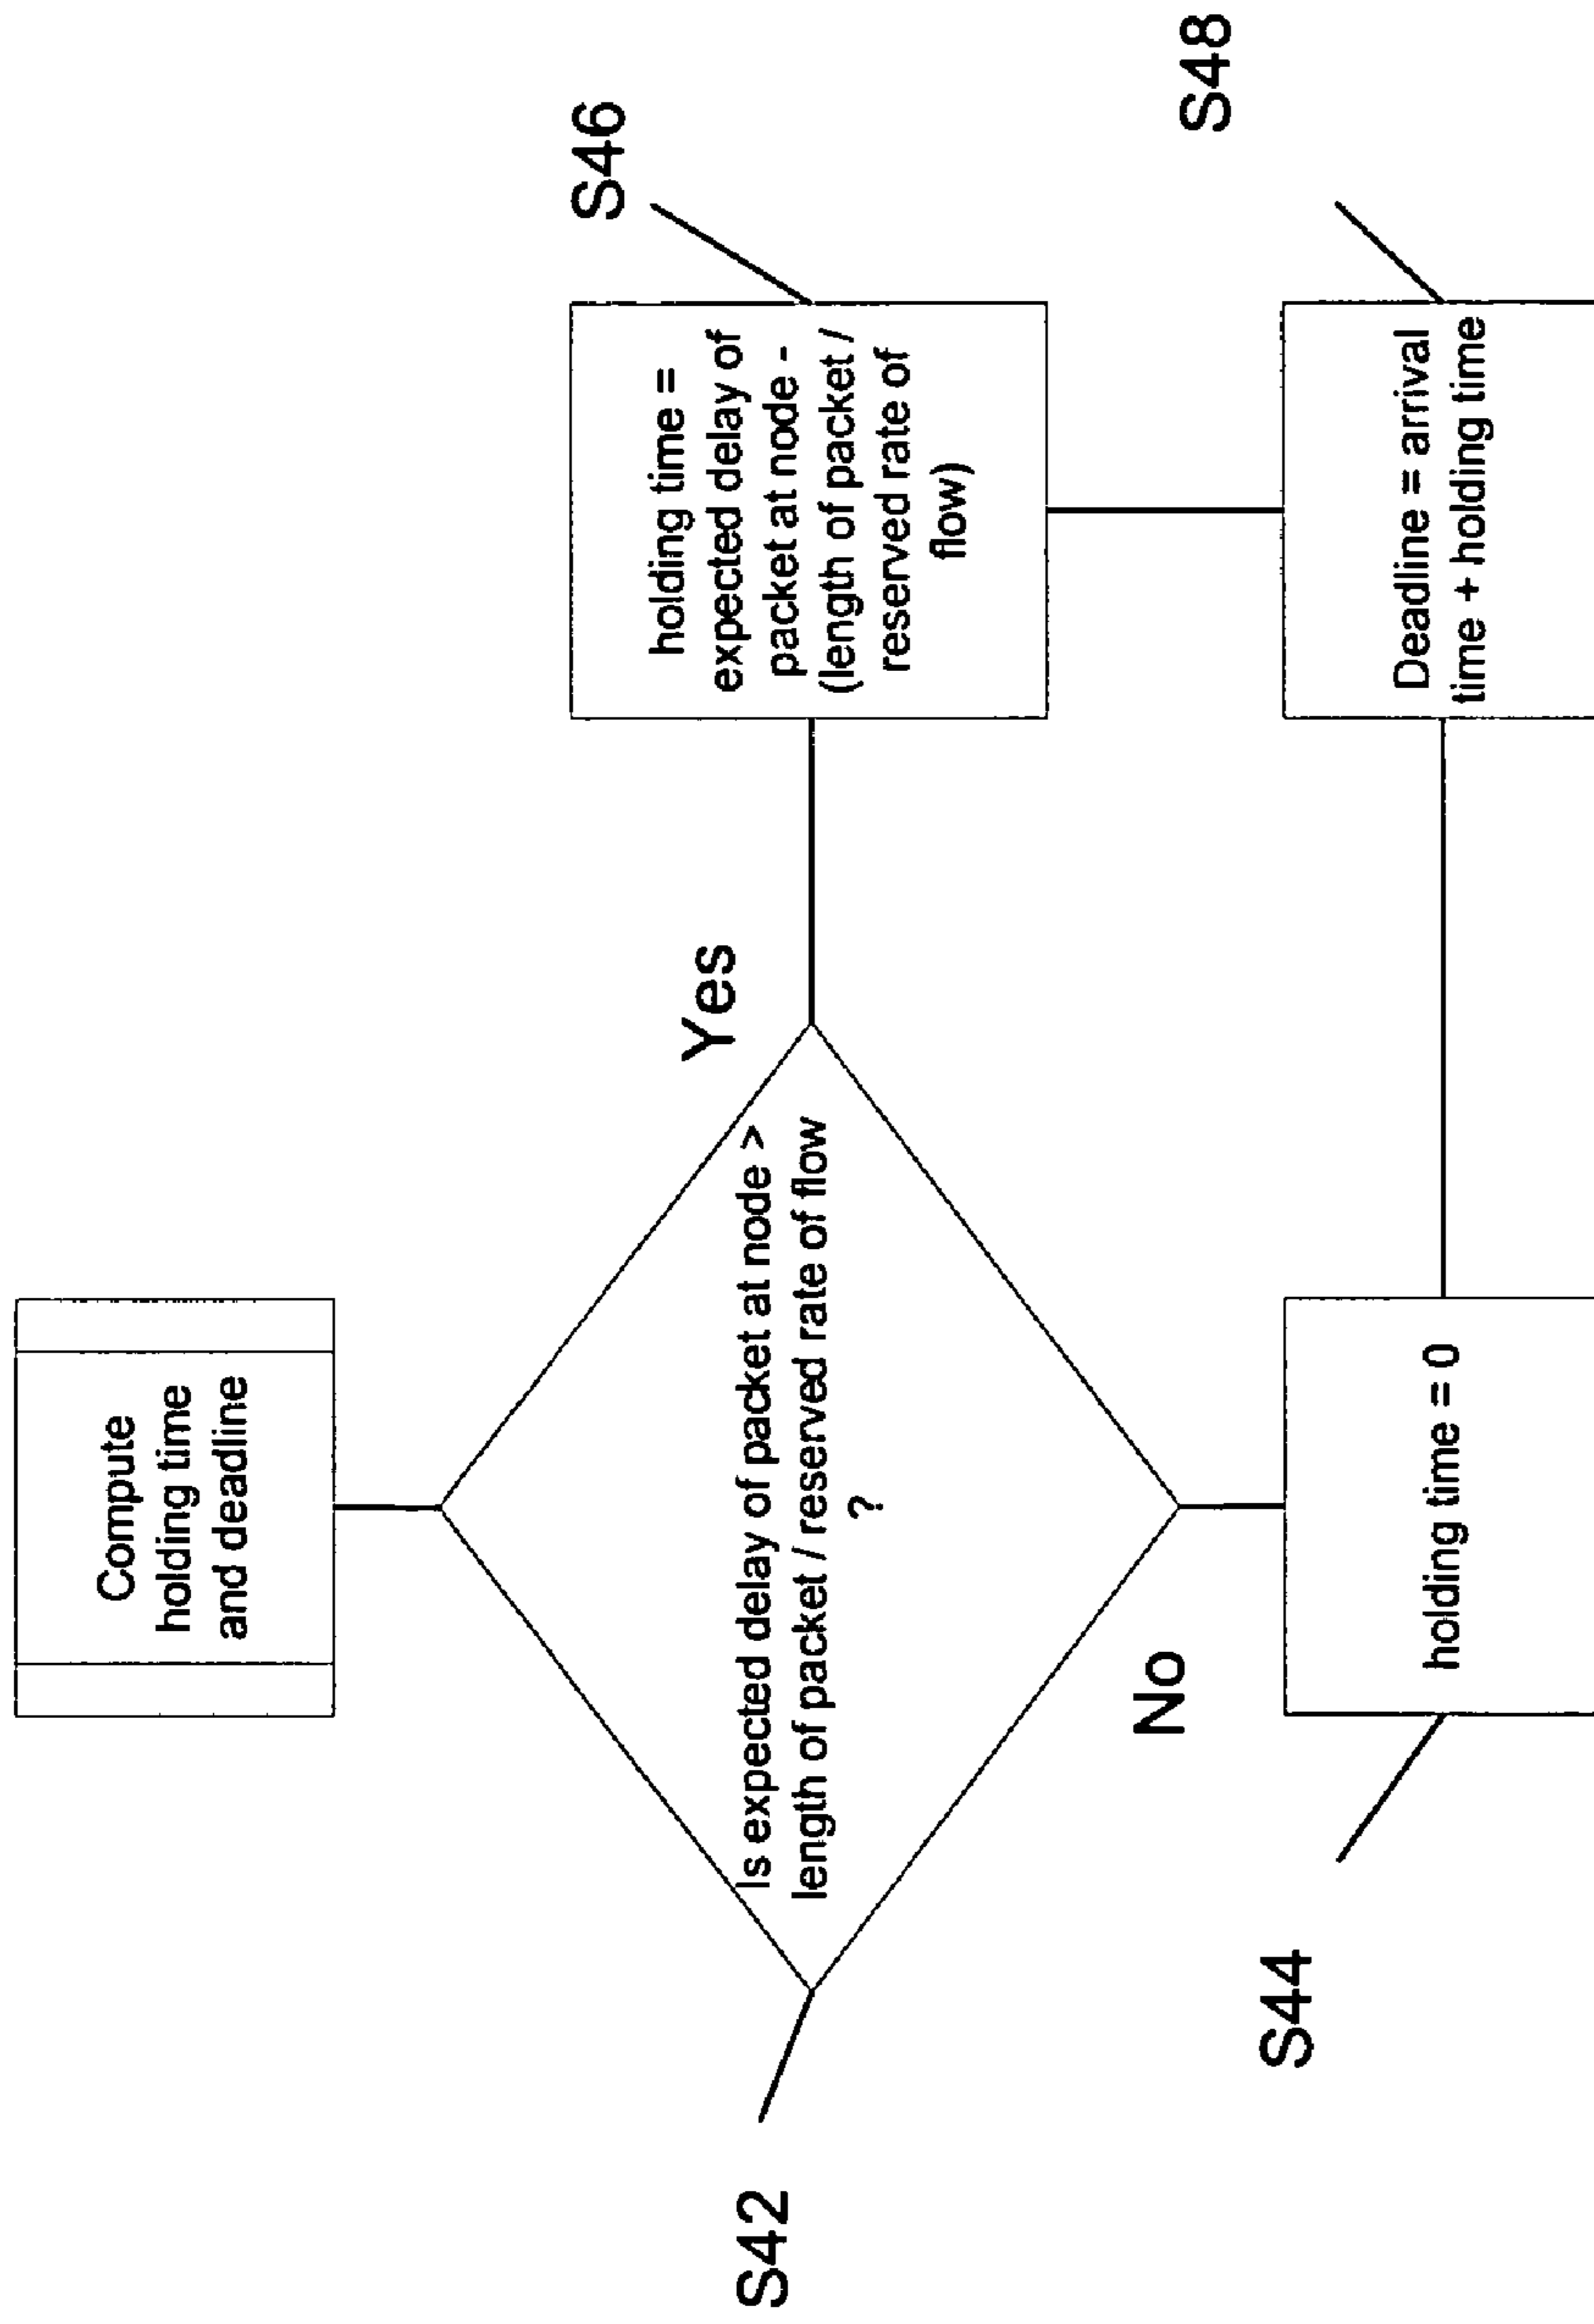 Compute
holding time
and deadline
S42
Is expected delay of packet at node >
length of packet / reserved rate of flow
?
Yes
No
S46
holding time =
expected delay of
packet at node -
(length of packet /
reserved rate of
flow)
S44
holding time = 0
S48
Deadline = arrival
time + holding time